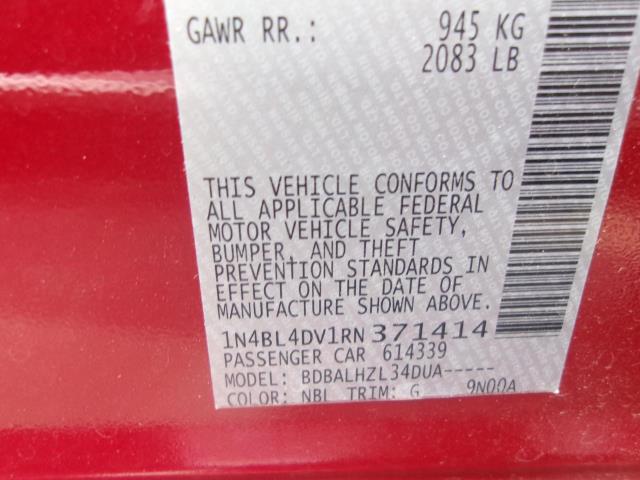 GAWR RR.: 945 KG
2083 LB
THIS VEHICLE CONFORMS TO
ALL APPLICABLE FEDERAL
MOTOR VEHICLE SAFETY,
BUMPER, AND THEFT
PREVENTION STANDARDS IN
EFFECT ON THE DATE OF
MANUFACTURE SHOWN ABOVE.
1N4BL4DV1RN371414
PASSENGER CAR 614339
MODEL: BDBALHZL34DUA-----
COLOR: NBL TRIM: G 9N00A